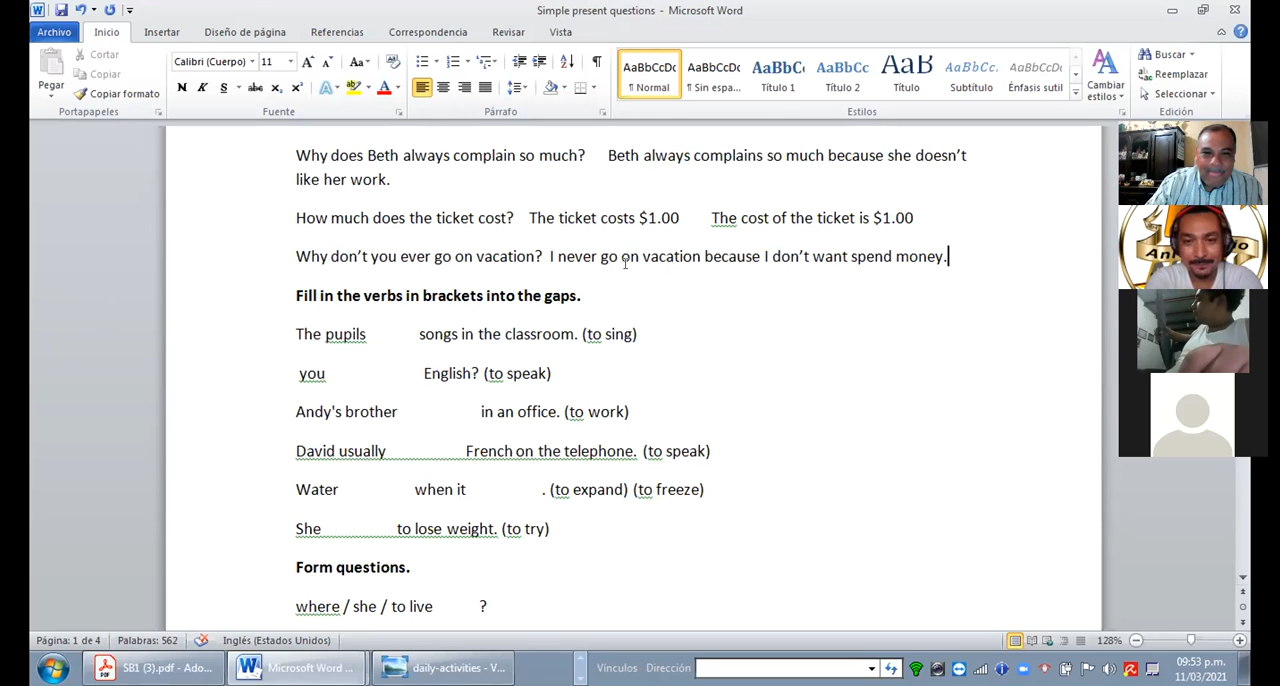 Simple present questions - Microsoft Word
Archivo Inicio Insertar Diseño de página Referencias Correspondencia Revisar Vista
Pegar
Cortar
Copiar
Copiar formato
Portapapeles
Calibri (Cuerpo) 11
Fuente
Párrafo
AaBbCcDc AaBbCcDc AaBbC AaBbCc AaB AaBbCc. AaBbCcDc
¶ Normal ¶ Sin espa... Título 1 Título 2 Título Subtítulo Énfasis sutil
Estilos
Cambiar estilos
Buscar
Reemplazar
Seleccionar
Edición
Why does Beth always complain so much? Beth always complains so much because she doesn’t
like her work.
How much does the ticket cost? The ticket costs $1.00 The cost of the ticket is $1.00
Why don’t you ever go on vacation? I never go on vacation because I don’t want spend money.
Fill in the verbs in brackets into the gaps.
The pupils songs in the classroom. (to sing)
you English? (to speak)
Andy's brother in an office. (to work)
David usually French on the telephone. (to speak)
Water when it . (to expand) (to freeze)
She to lose weight. (to try)
Form questions.
where / she / to live ?
Página: 1 de 4 Palabras: 562 Inglés (Estados Unidos) 128%
SB1 (3).pdf - Ado... Microsoft Word ... daily-activities - V... Vínculos Dirección
09:53 p.m.
11/03/2021